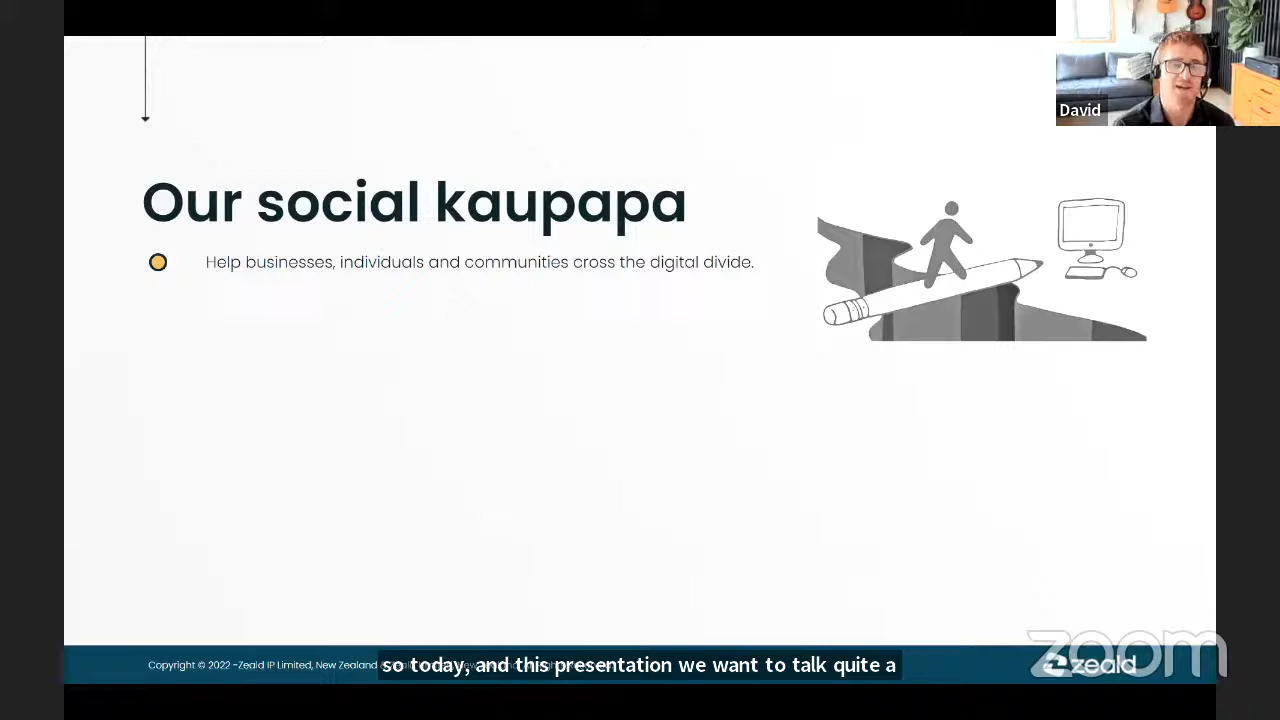 David
Our social kaupapa
Help businesses, individuals and communities cross the digital divide.
Copyright © 2022 -Zeald IP Limited, New Zealand
so today, and this presentation we want to talk quite a
zeald
zoom